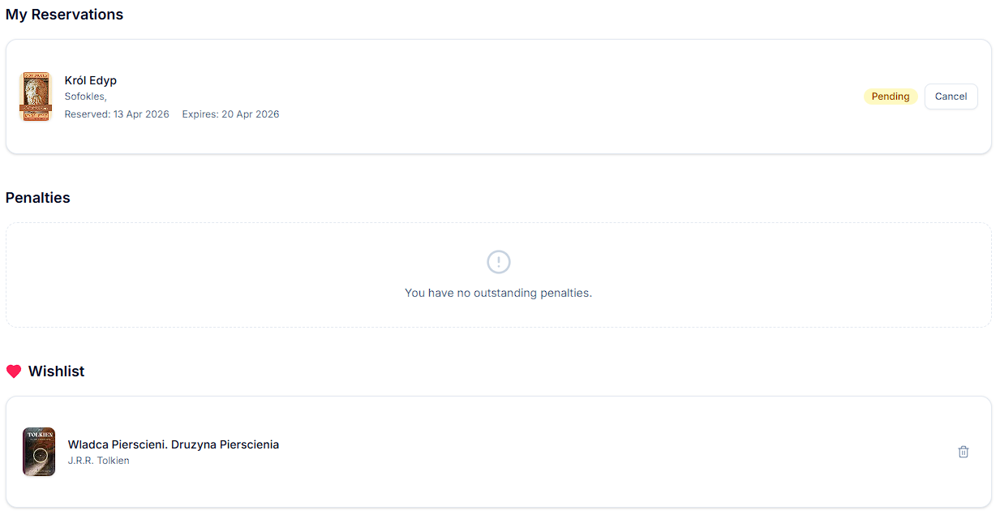 My Reservations
Król Edyp
Sofokles,
Reserved: 13 Apr 2026 Expires: 20 Apr 2026
Pending
Cancel
Penalties
You have no outstanding penalties.
Wishlist
TOLKIEN
Wladca Pierscieni. Druzyna Pierscienia
J.R.R. Tolkien